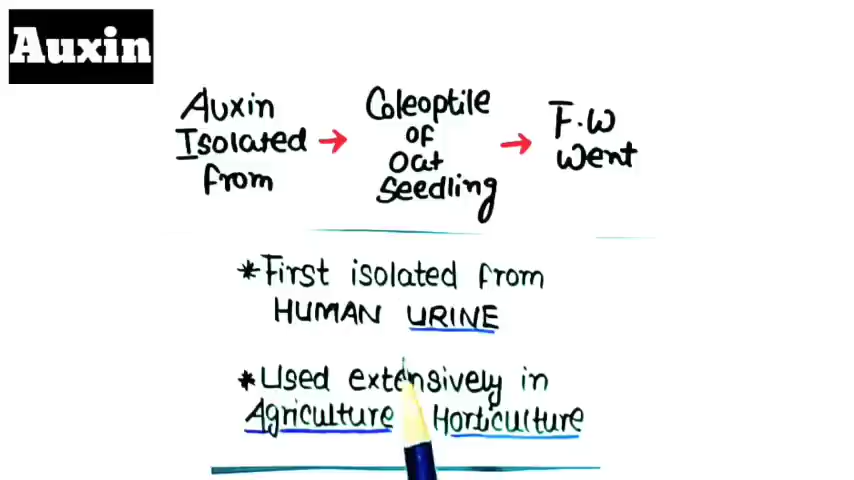 Auxin
Auxin
Isolated
from
→
Coleoptile
of
Oat
Seedling
→
F.W
Went
*First isolated from
HUMAN URINE
*Used extensively in
Agriculture Horticulture